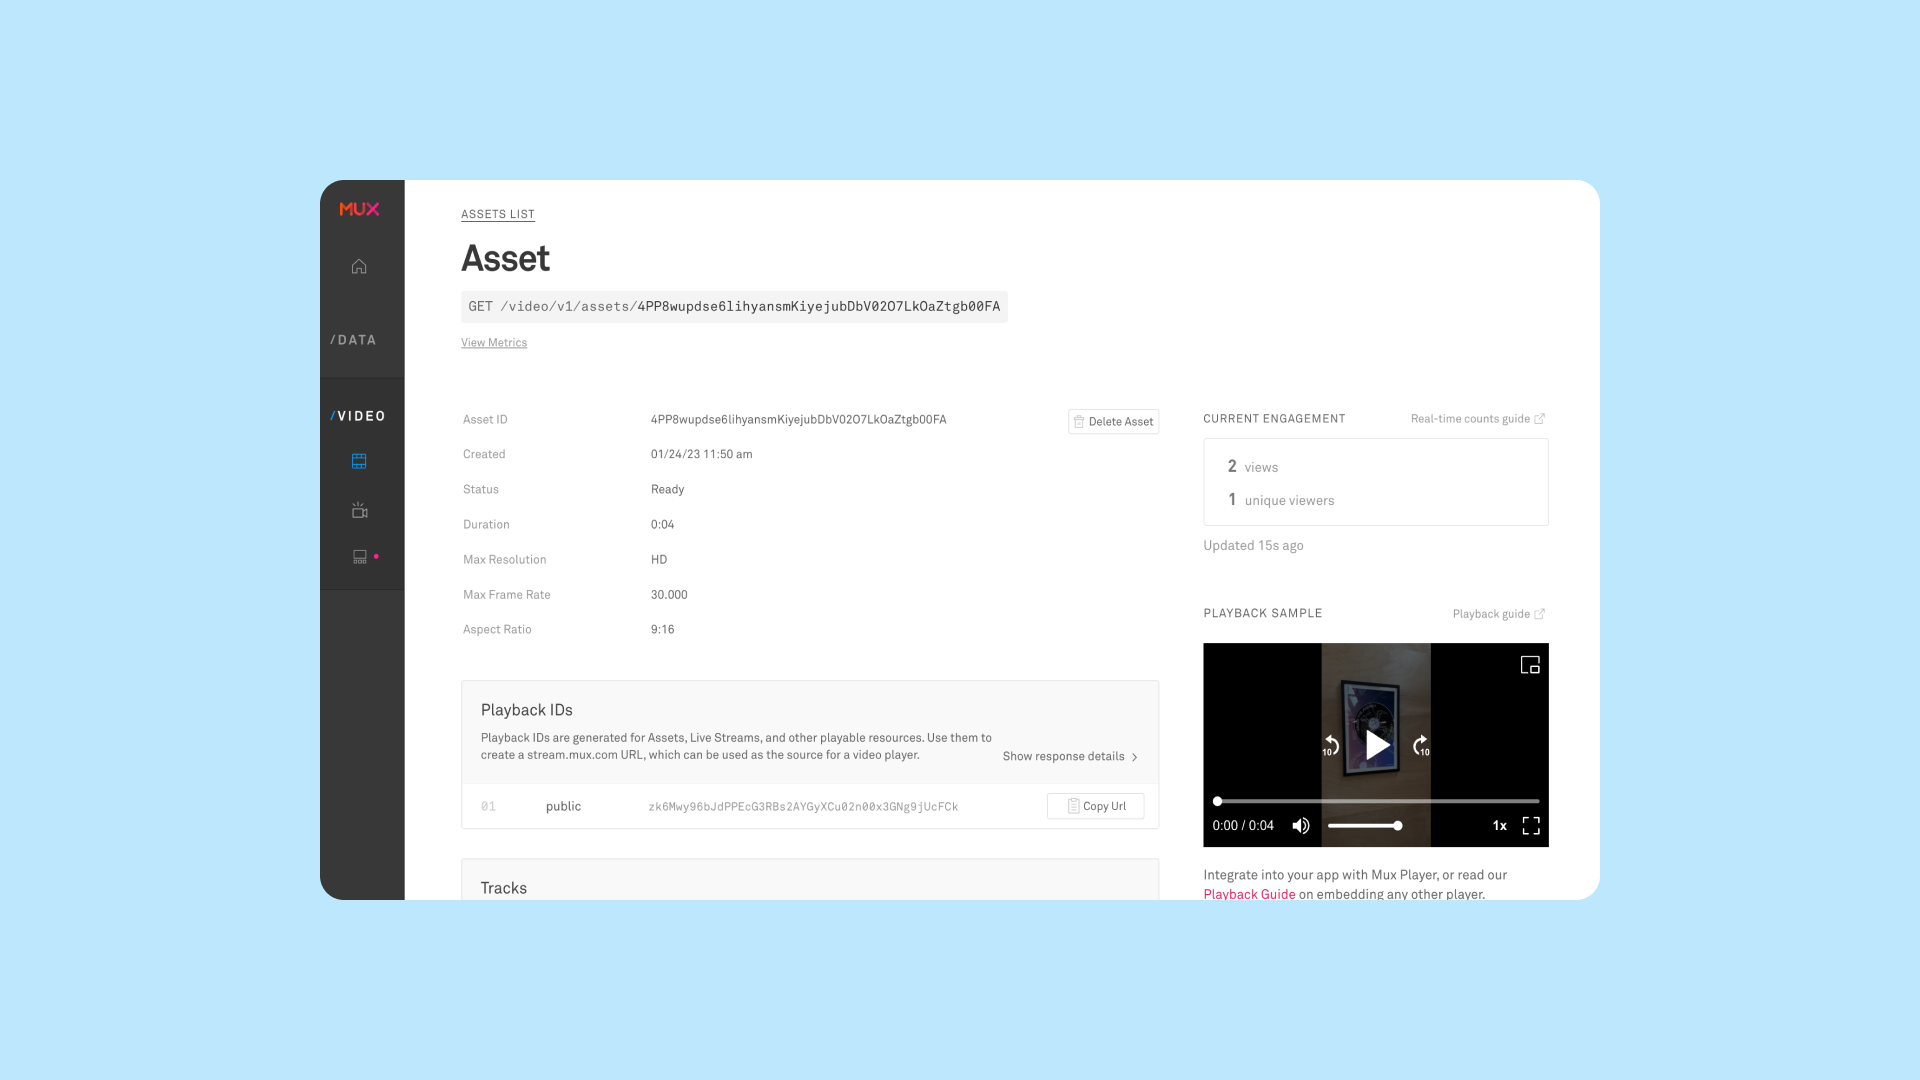 MUX
/DATA
/VIDEO
ASSETS LIST
Asset
GET /video/v1/assets/4PP8wupdse6lihyansmKiyejubDbV02O7LkOaZtgb00FA
View Metrics
Asset ID 4PP8wupdse6lihyansmKiyejubDbV02O7LkOaZtgb00FA
Delete Asset
Created 01/24/23 11:50 am
Status Ready
Duration 0:04
Max Resolution HD
Max Frame Rate 30.000
Aspect Ratio 9:16
Playback IDs
Playback IDs are generated for Assets, Live Streams, and other playable resources. Use them to
create a stream.mux.com URL, which can be used as the source for a video player.
Show response details
01 public zk6Mwy96bJdPPEcG3RBs2AYGyXCu02n00x3GNg9jUcFCk
Copy Url
Tracks
CURRENT ENGAGEMENT
Real-time counts guide
2 views
1 unique viewers
Updated 15s ago
PLAYBACK SAMPLE
Playback guide
10
10
0:00 / 0:04
1x
Integrate into your app with Mux Player, or read our
Playback Guide on embedding any other player.